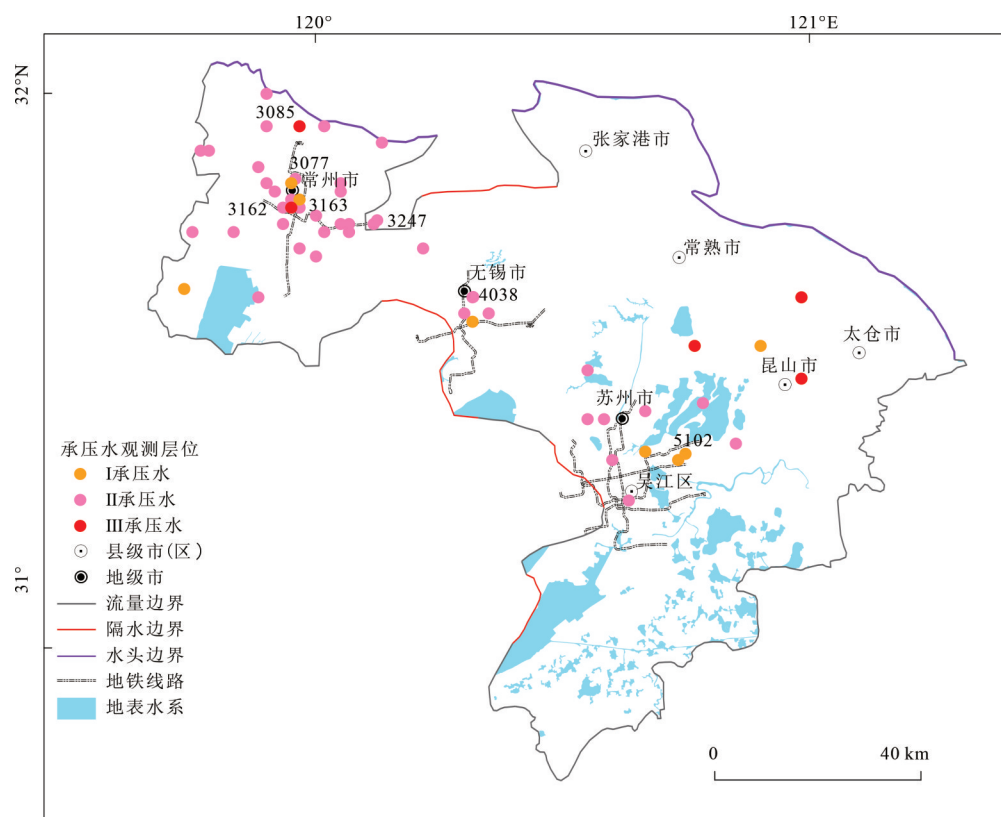 120°
121°E
32°N
31°
3085
3077
常州市
3162
3163
3247
张家港市
常熟市
无锡市
4038
太仓市
昆山市
苏州市
5102
吴江区
承压水观测层位
I承压水
II承压水
III承压水
县级市(区)
地级市
流量边界
隔水边界
水头边界
地铁线路
地表水系
0 40 km